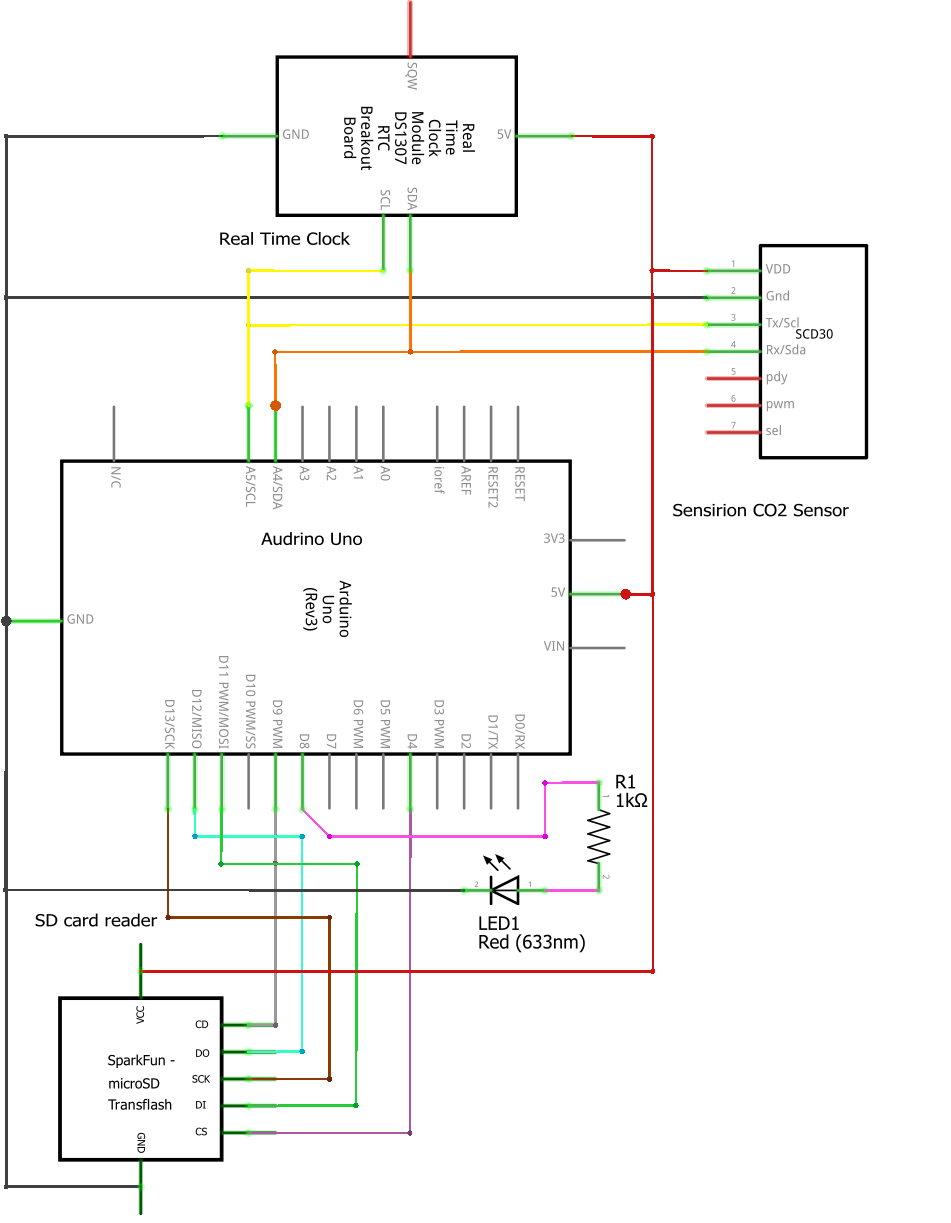 SQW
Real
Time
Clock
Module
DS1307
RTC
Breakout
Board
GND
5V
SCL
SDA
Real Time Clock
1
VDD
2
Gnd
3
Tx/Scl
SCD30
4
Rx/Sda
5
pdy
6
pwm
7
sel
Sensirion CO2 Sensor
N/C
A5/SCL
A4/SDA
A3
A2
A1
A0
ioref
AREF
RESET2
RESET
Audrino Uno
3V3
Arduino
Uno
(Rev3)
5V
GND
VIN
D13/SCK
D12/MISO
D11 PWM/MOSI
D10 PWM/SS
D9 PWM
D8
D7
D6 PWM
D5 PWM
D4
D3 PWM
D2
D1/TX
D0/RX
R1
1kΩ
1
2
2
1
LED1
Red (633nm)
SD card reader
VCC
CD
DO
SCK
DI
CS
SparkFun -
microSD
Transflash
GND